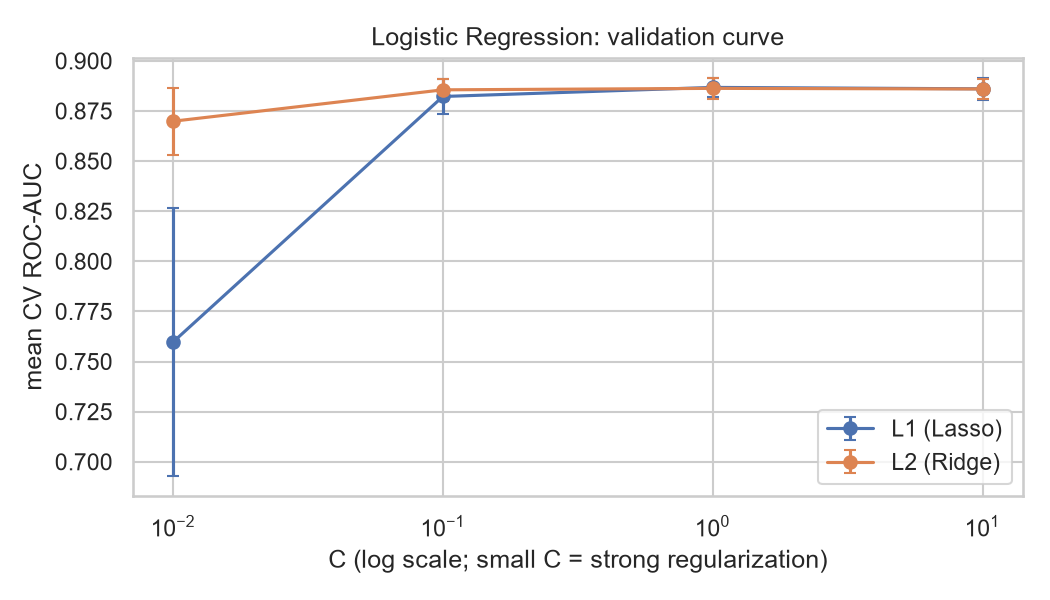 Logistic Regression: validation curve
mean CV ROC-AUC
0.900
0.875
0.850
0.825
0.800
0.775
0.750
0.725
0.700
L1 (Lasso)
L2 (Ridge)
10⁻² 10⁻¹ 10⁰ 10¹
C (log scale; small C = strong regularization)